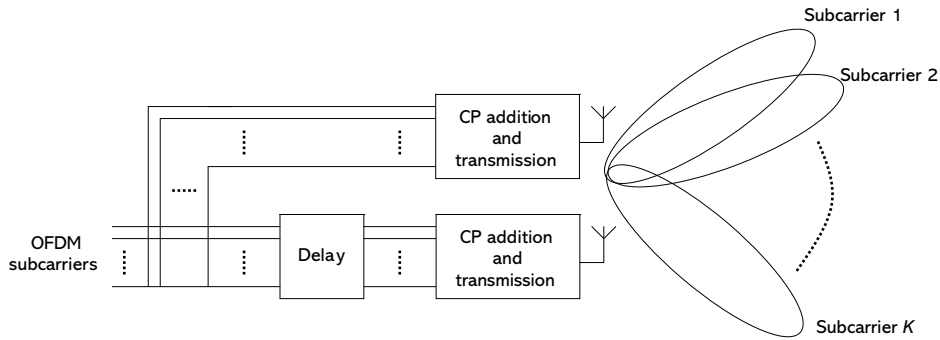 Subcarrier 1
Subcarrier 2
CP addition
and
transmission
OFDM
subcarriers
Delay
CP addition
and
transmission
Subcarrier K